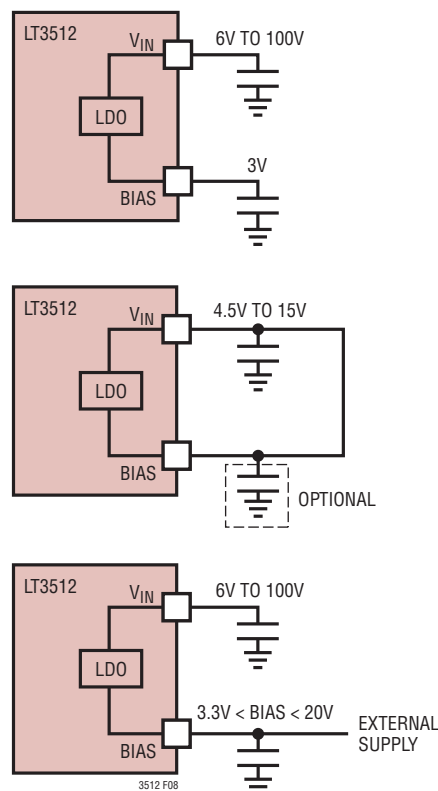 LT3512
VIN
6V TO 100V
LDO
3V
BIAS
LT3512
VIN
4.5V TO 15V
LDO
BIAS
OPTIONAL
LT3512
VIN
6V TO 100V
LDO
3.3V < BIAS < 20V
EXTERNAL
SUPPLY
BIAS
3512 F08